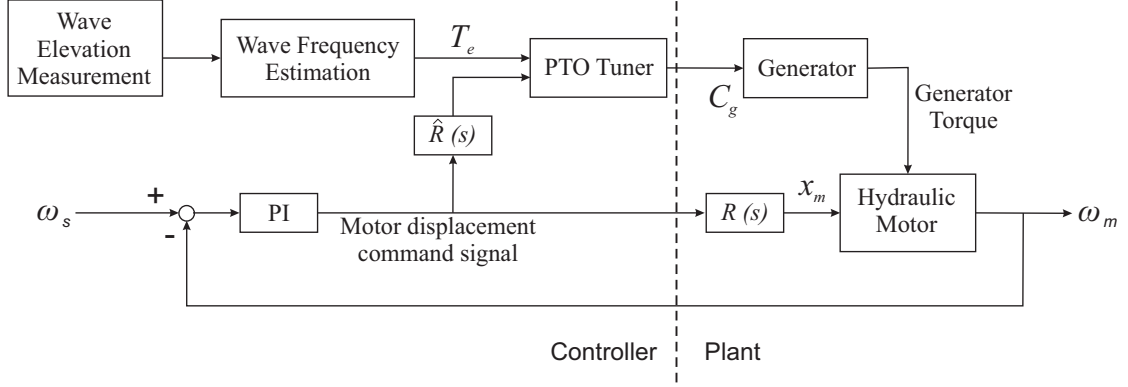 Wave
Elevation
Measurement
Wave Frequency
Estimation
T_e
PTO Tuner
C_g
Generator
Generator
Torque
R̂ (s)
ω_s
+
-
PI
Motor displacement
command signal
R (s)
x_m
Hydraulic
Motor
ω_m
Controller
Plant